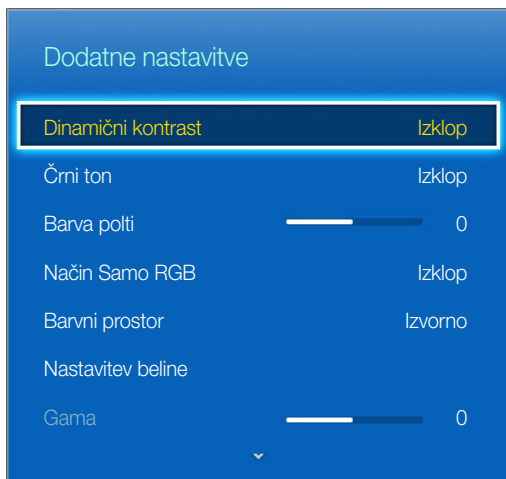 Dodatne nastavitve
Dinamični kontrast Izklop
Črni ton Izklop
Barva polti 0
Način Samo RGB Izklop
Barvni prostor Izvorno
Nastavitev beline
Gama 0